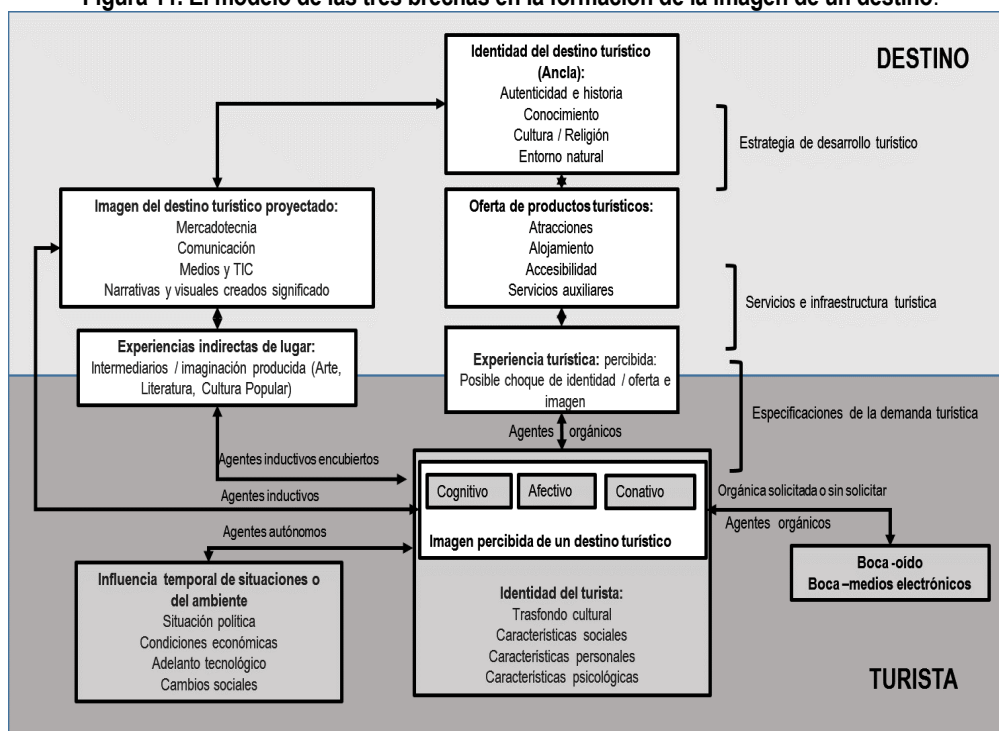 Figura 11. El modelo de las tres brechas en la formación de la imagen de un destino.
DESTINO
Identidad del destino turístico
(Ancla):
Autenticidad e historia
Conocimiento
Cultura / Religión
Entorno natural
Estrategia de desarrollo turístico
Imagen del destino turístico proyectado:
Mercadotecnia
Comunicación
Medios y TIC
Narrativas y visuales creados significado
Oferta de productos turísticos:
Atracciones
Alojamiento
Accesibilidad
Servicios auxiliares
Servicios e infraestructura turística
Experiencias indirectas de lugar:
Intermediarios / imaginación producida (Arte,
Literatura, Cultura Popular)
Experiencia turística: percibida:
Posible choque de identidad / oferta e
imagen
Especificaciones de la demanda turística
Agentes orgánicos
Agentes inductivos encubiertos
Agentes inductivos
Agentes autónomos
Cognitivo
Afectivo
Conativo
Imagen percibida de un destino turístico
Orgánica solicitada o sin solicitar
Agentes orgánicos
Boca -oído
Boca –medios electrónicos
Influencia temporal de situaciones o
del ambiente
Situación política
Condiciones económicas
Adelanto tecnológico
Cambios sociales
Identidad del turista:
Trasfondo cultural
Características sociales
Características personales
Características psicológicas
TURISTA